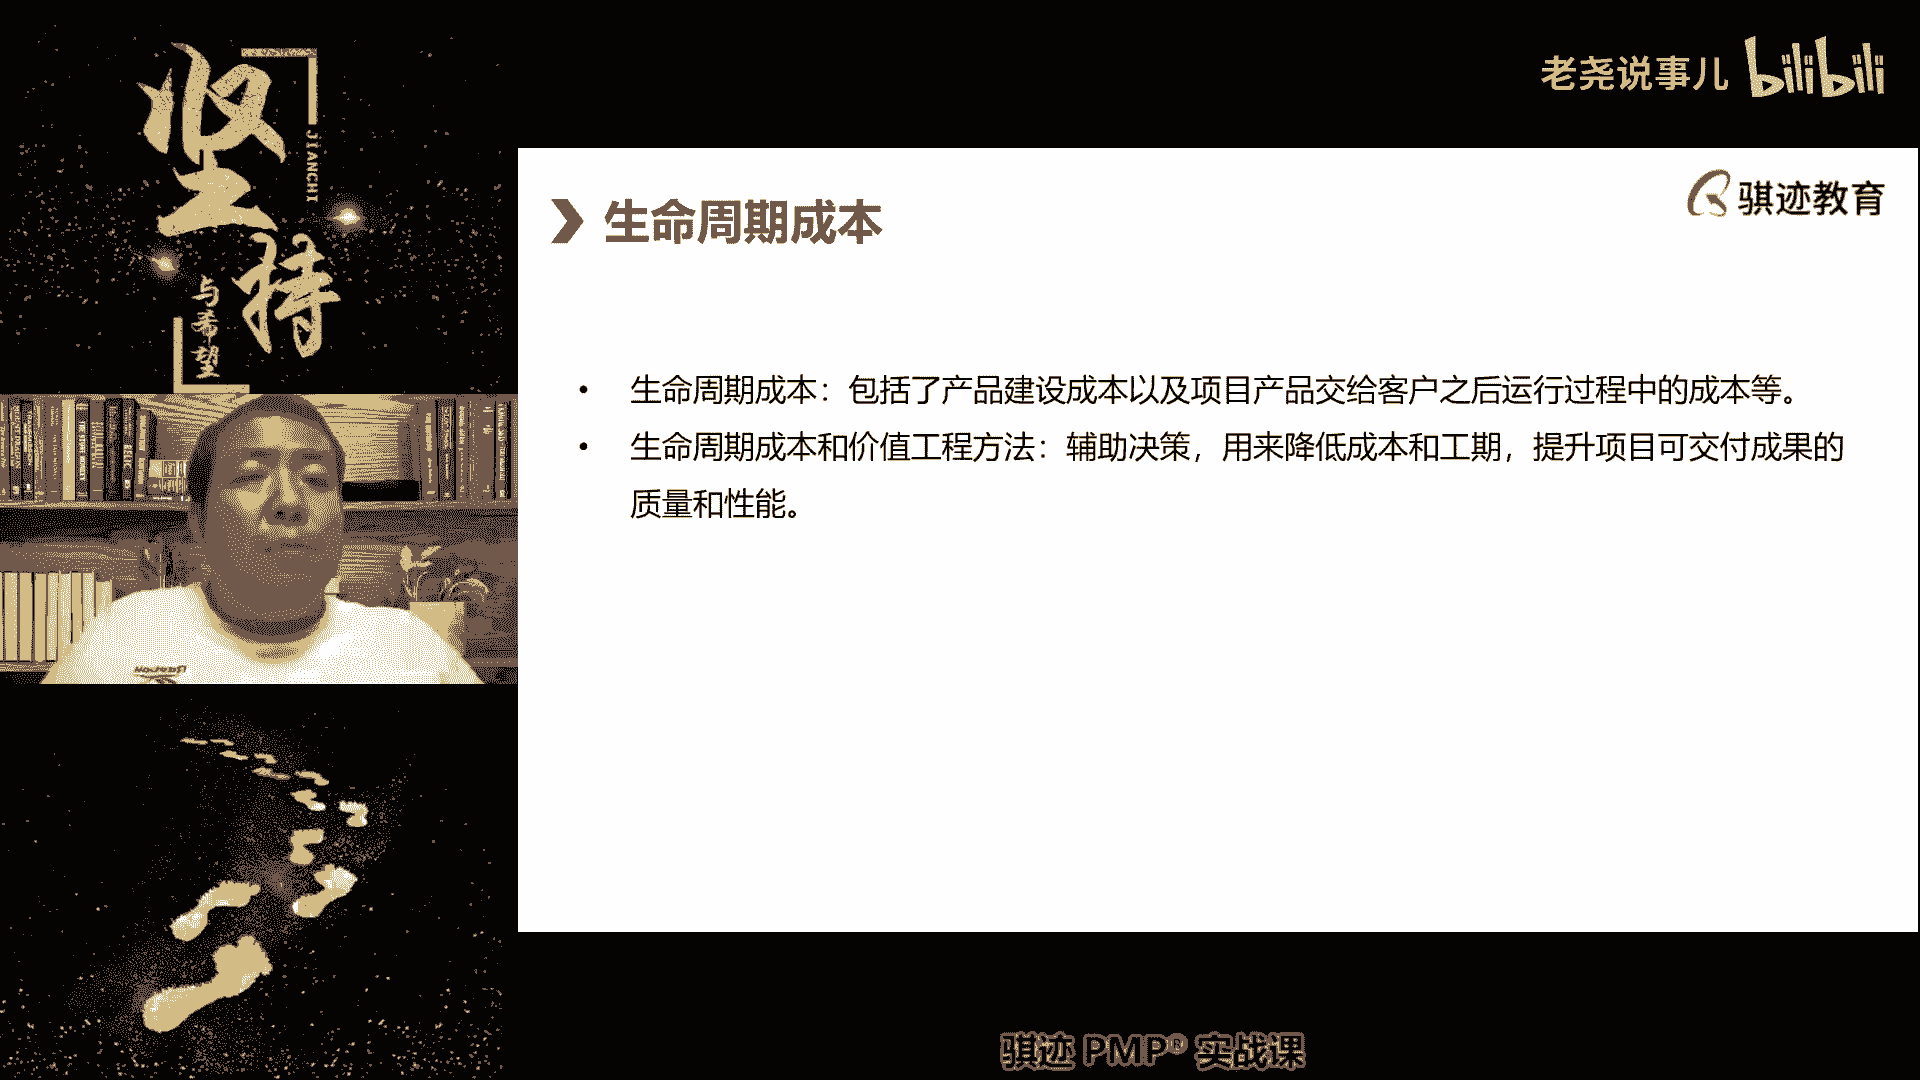 坚持
JIANCHI
与希望
老尧说事儿 bilibili
骐迹教育
生命周期成本
• 生命周期成本：包括了产品建设成本以及项目产品交给客户之后运行过程中的成本等。
• 生命周期成本和价值工程方法：辅助决策，用来降低成本和工期，提升项目可交付成果的
质量和性能。
骐迹 PMP® 实战课